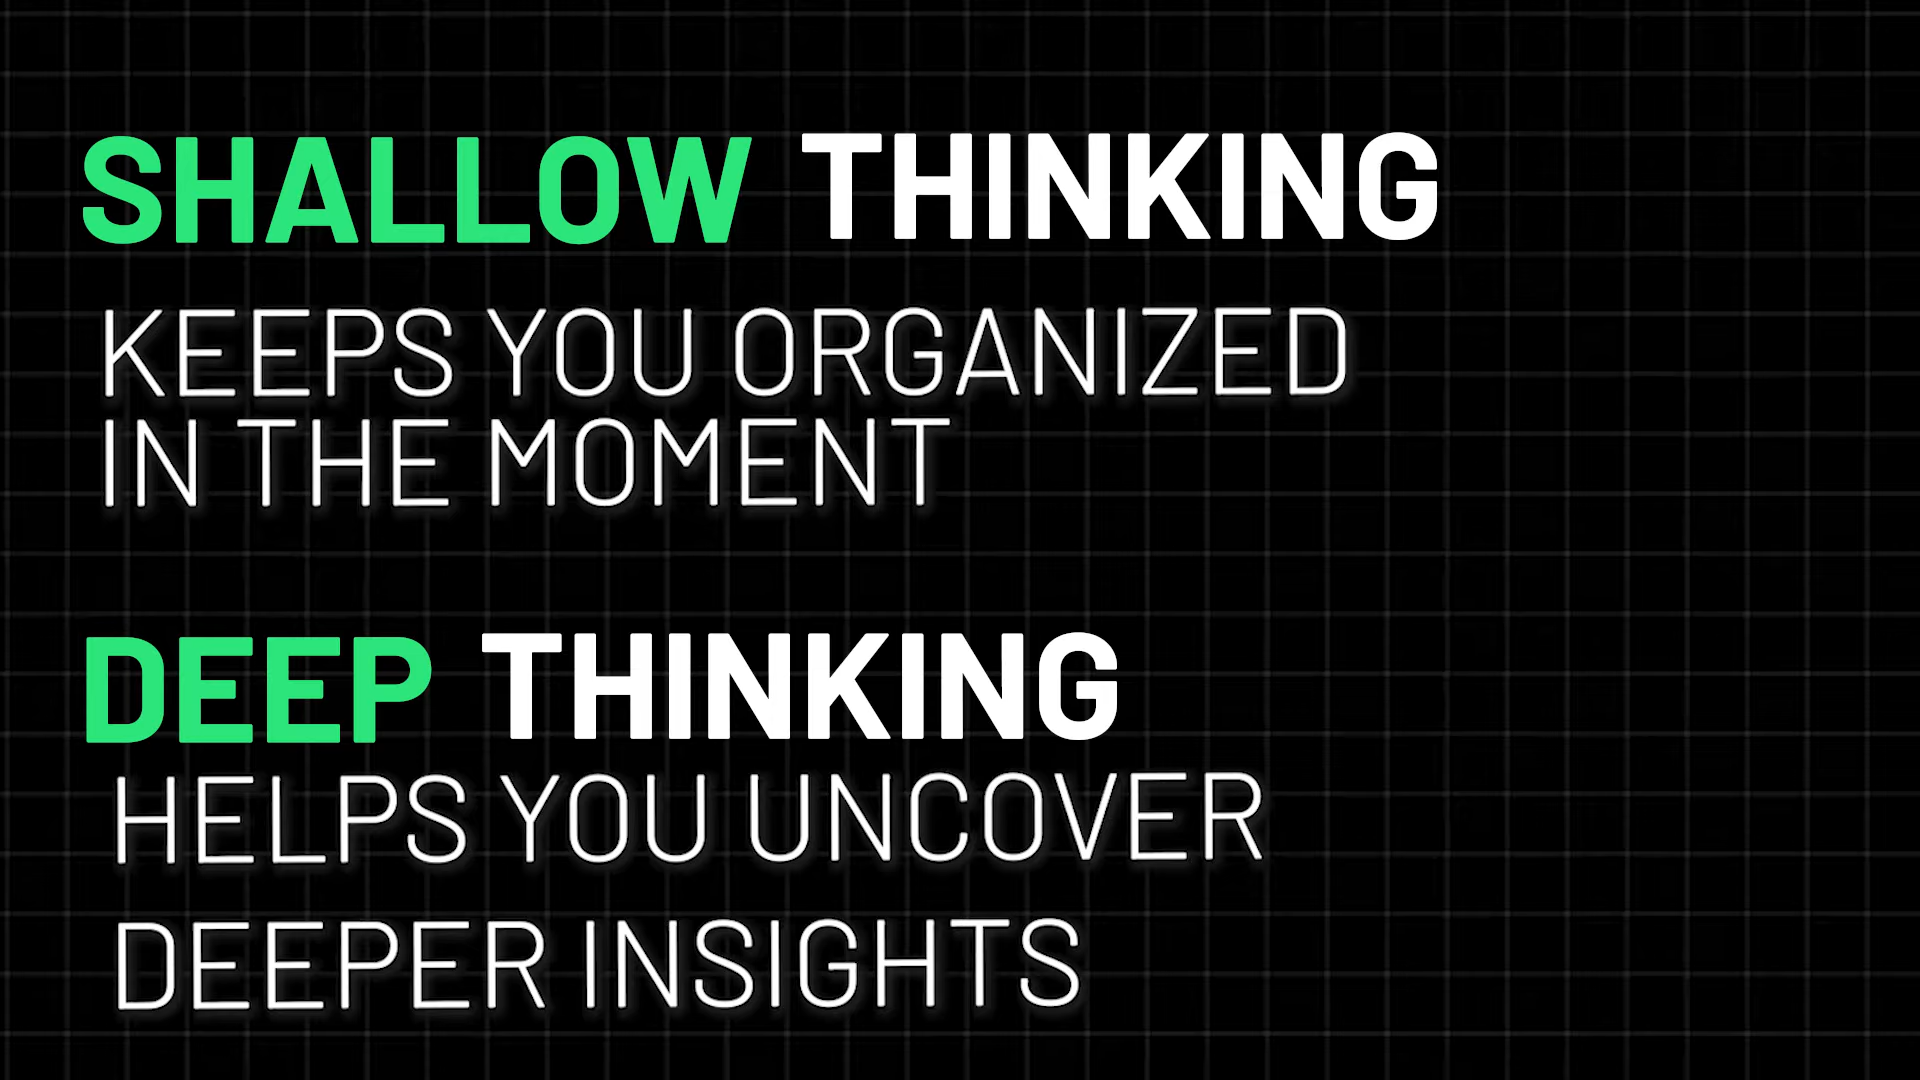 SHALLOW THINKING
KEEPS YOU ORGANIZED
IN THE MOMENT
DEEP THINKING
HELPS YOU UNCOVER
DEEPER INSIGHTS